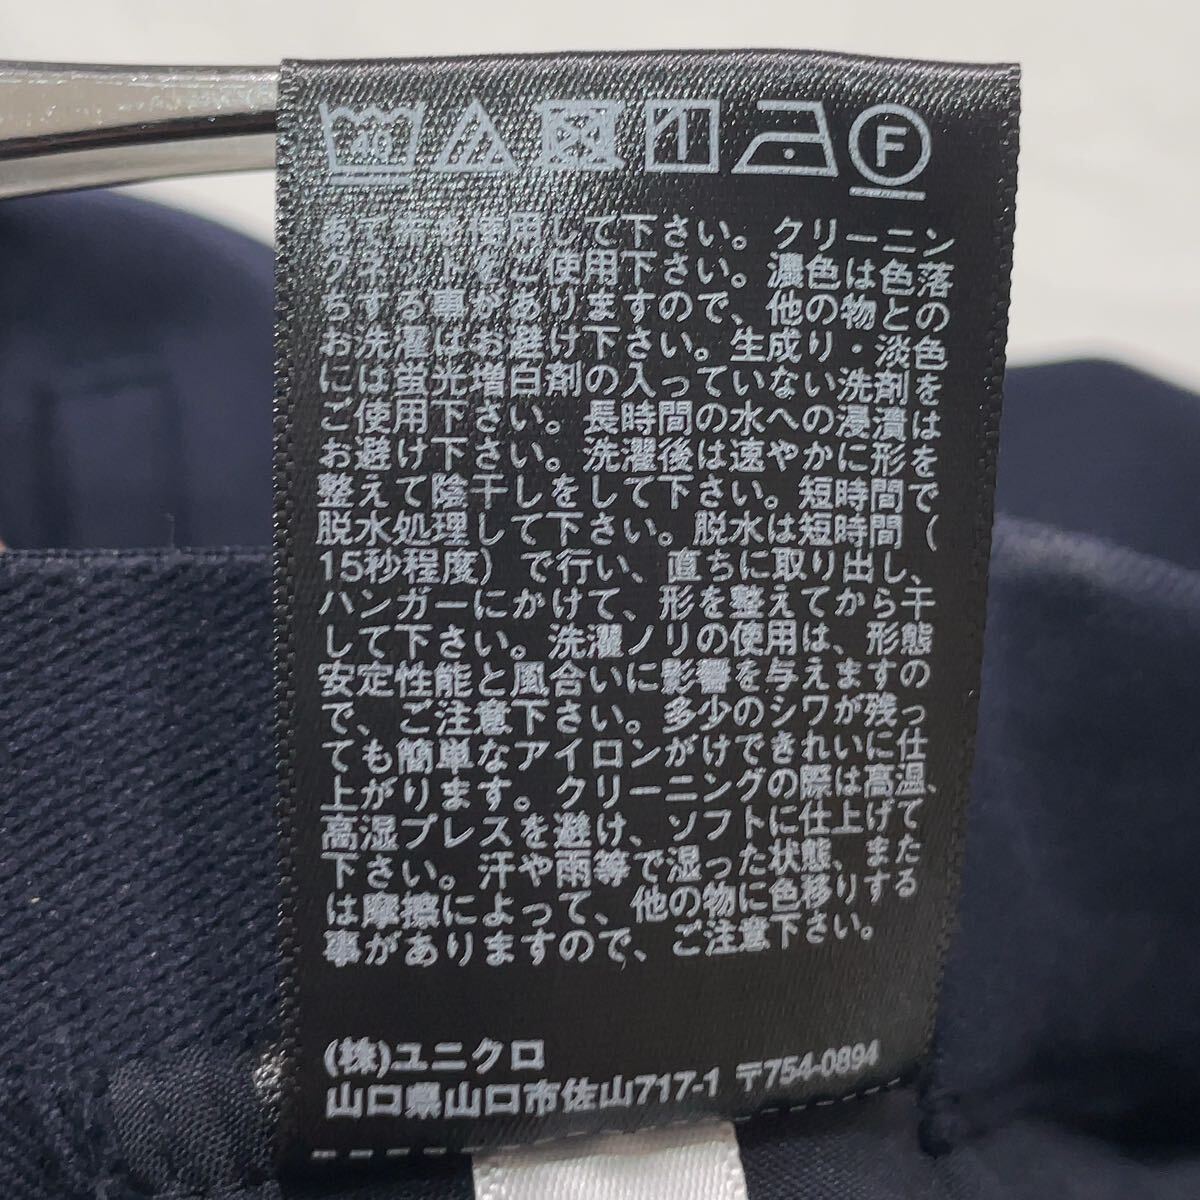 40
F
あて布を使用して下さい。クリーニン
グネットをご使用下さい。濃色は色落
ちする事がありますので、他の物との
お洗濯はお避け下さい。生成り・淡色
には蛍光増白剤の入っていない洗剤を
ご使用下さい。長時間の水への浸漬は
お避け下さい。洗濯後は速やかに形を
整えて陰干しをして下さい。短時間で
脱水処理して下さい。脱水は短時間(
15秒程度)で行い、直ちに取り出し、
ハンガーにかけて、形を整えてから干
して下さい。洗濯ノリの使用は、形態
安定性能と風合いに影響を与えますの
で、ご注意下さい。多少のシワが残っ
ても簡単なアイロンがけできれいに仕
上がります。クリーニングの際は高温、
高湿プレスを避け、ソフトに仕上げて
下さい。汗や雨等で湿った状態、また
は摩擦によって、他の物に色移りする
事がありますので、ご注意下さい。
(株)ユニクロ
山口県山口市佐山717-1 〒754-0894